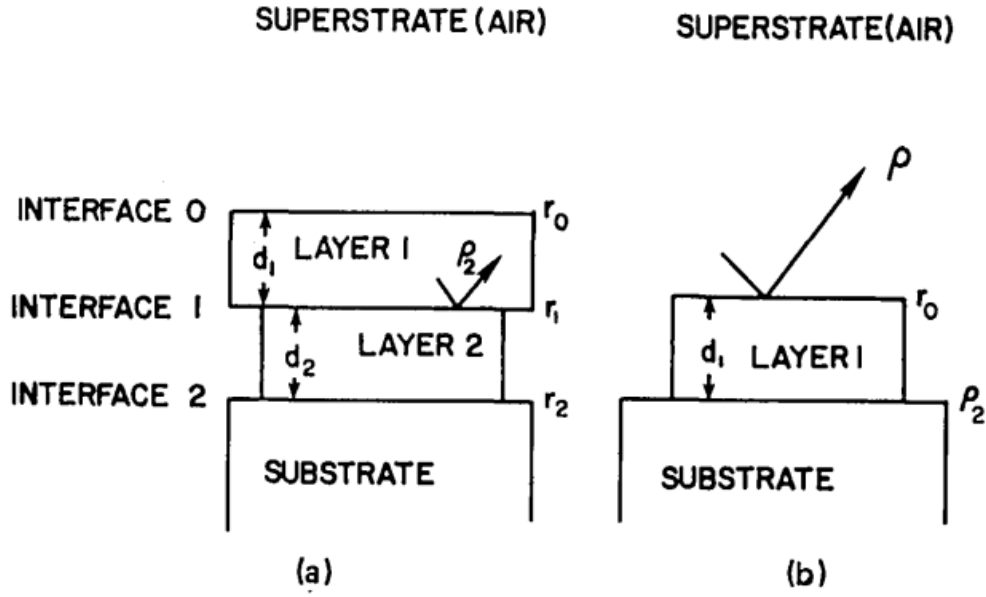 SUPERSTRATE (AIR)
INTERFACE 0
r₀
LAYER 1
d₁
ρ₂
INTERFACE 1
r₁
LAYER 2
d₂
INTERFACE 2
r₂
SUBSTRATE
(a)
SUPERSTRATE(AIR)
ρ
r₀
d₁
LAYER 1
ρ₂
SUBSTRATE
(b)